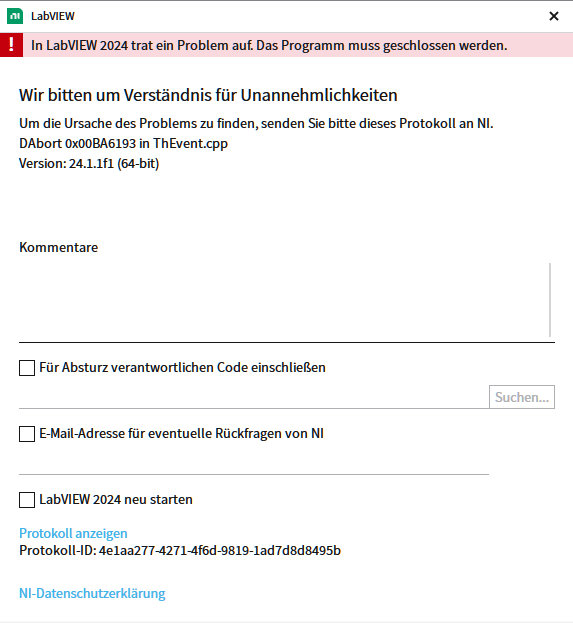 NI LabVIEW
! In LabVIEW 2024 trat ein Problem auf. Das Programm muss geschlossen werden.
Wir bitten um Verständnis für Unannehmlichkeiten
Um die Ursache des Problems zu finden, senden Sie bitte dieses Protokoll an NI.
DAbort 0x00BA6193 in ThEvent.cpp
Version: 24.1.1f1 (64-bit)
Kommentare
Für Absturz verantwortlichen Code einschließen
Suchen...
E-Mail-Adresse für eventuelle Rückfragen von NI
LabVIEW 2024 neu starten
Protokoll anzeigen
Protokoll-ID: 4e1aa277-4271-4f6d-9819-1ad7d8d8495b
NI-Datenschutzerklärung